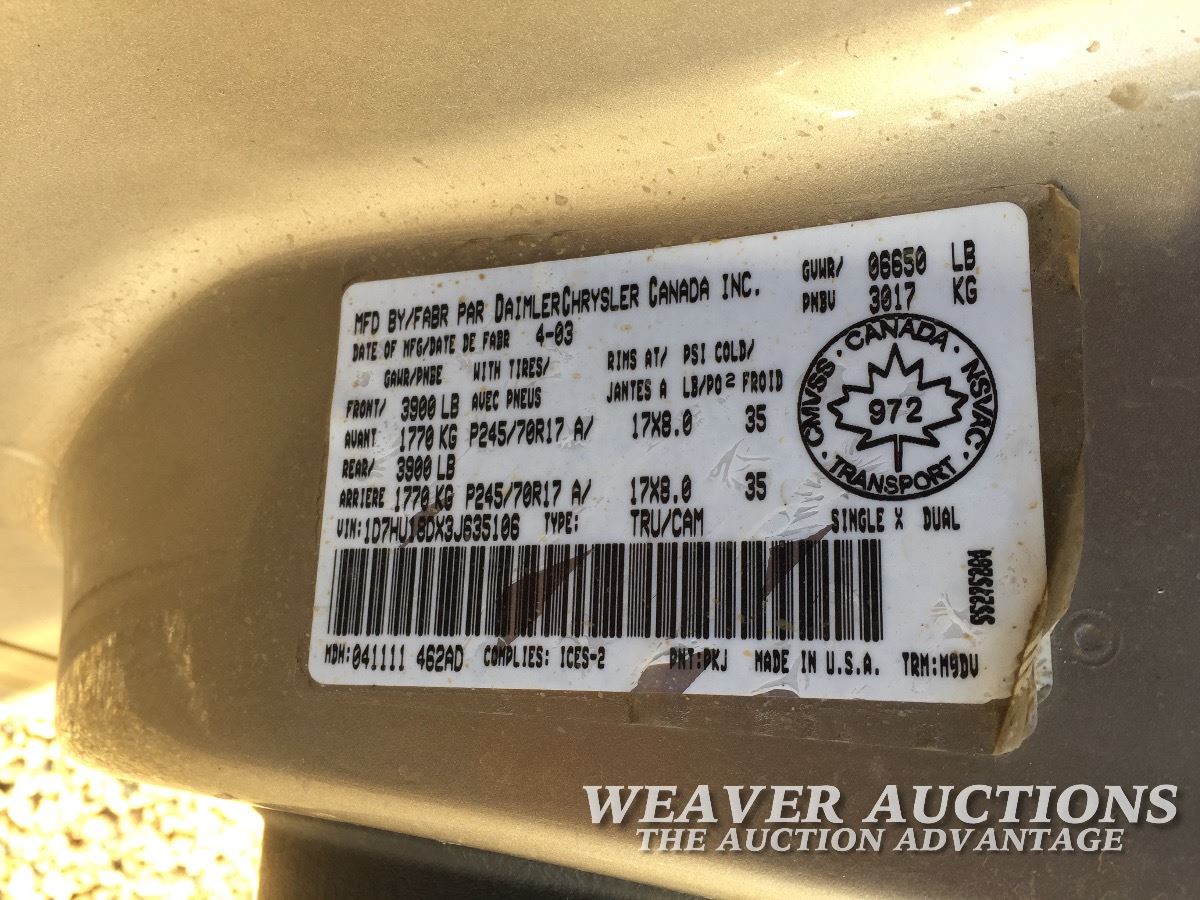 MFD BY/FABR PAR DAIMLERCHRYSLER CANADA INC.
DATE OF MFG/DATE DE FABR 4-03
GVWR/ 06650 LB
PNBV 3017 KG
GAWR/PNBE WITH TIRES/ RIMS AT/ PSI COLD/
AVEC PNEUS JANTES A LB/PO² FROID
FRONT/ 3900 LB
AVANT 1770 KG P245/70R17 A/ 17X8.0 35
REAR/ 3900 LB
ARRIERE 1770 KG P245/70R17 A/ 17X8.0 35
CANADA · NSVAC · TRANSPORT · CMVSS ·
972
VIN: 1D7HU18DX3J635106 TYPE: TRU/CAM SINGLE X DUAL
MDH: 041111 462AD COMPLIES: ICES-2 PNT: PKJ MADE IN U.S.A. TRM: M9DV
WEAVER AUCTIONS
THE AUCTION ADVANTAGE